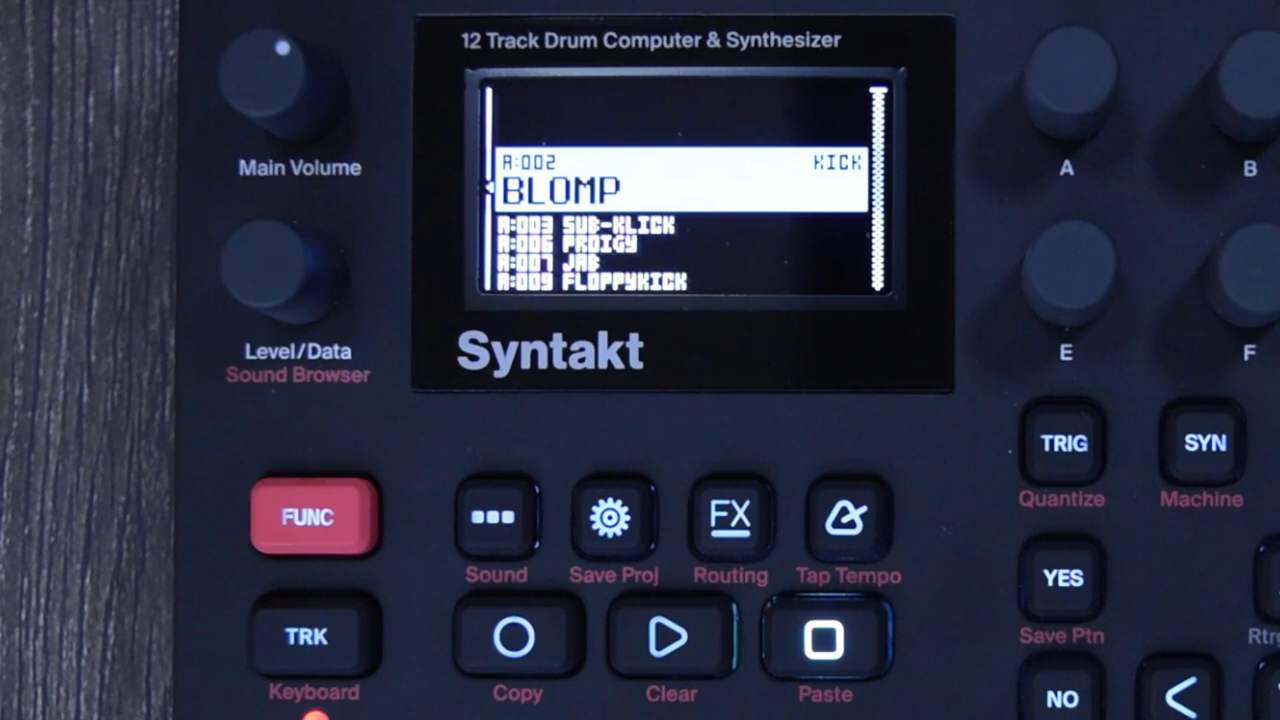 12 Track Drum Computer & Synthesizer
Main Volume
A:002 KICK
BLOMP
A:003 SUB-KLICK
A:006 PROIGY
A:007 JAB
A:009 FLOPPYKICK
A
B
Level/Data
Sound Browser
Syntakt
E
F
TRIG
SYN
Quantize
Machine
FUNC
FX
Sound
Save Proj
Routing
Tap Tempo
YES
Save Ptn
TRK
Keyboard
Copy
Clear
Paste
NO